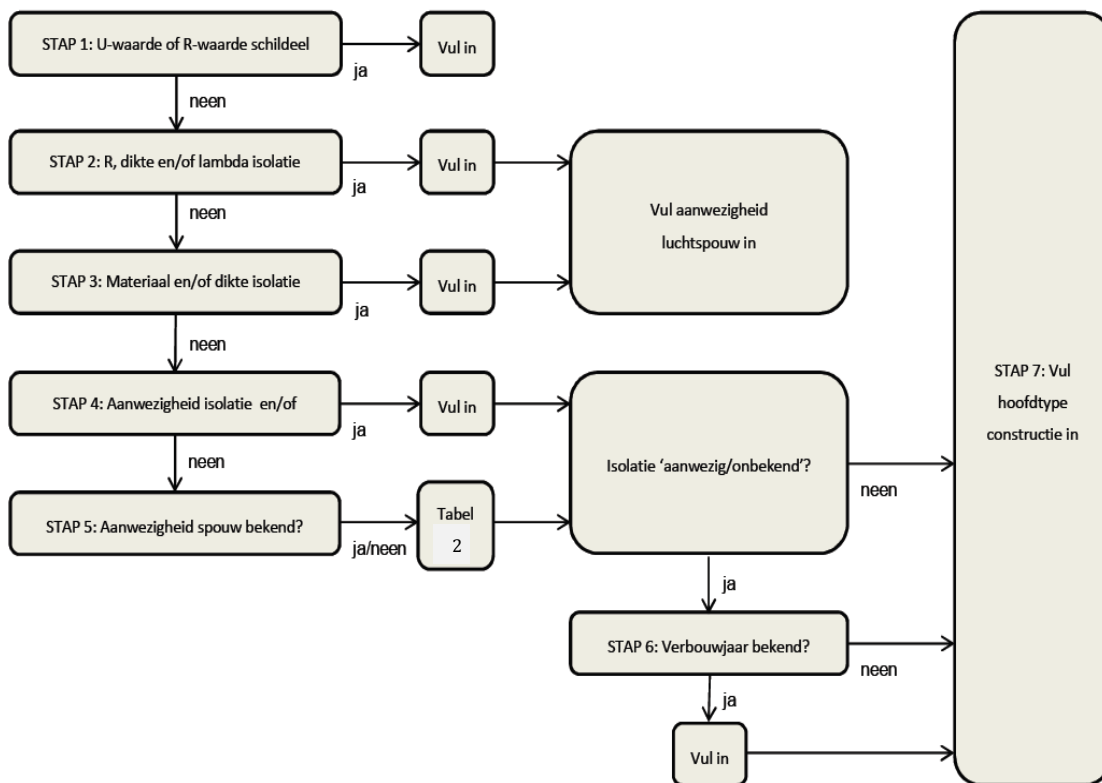 STAP 1: U-waarde of R-waarde schildeel
ja
Vul in
neen
STAP 2: R, dikte en/of lambda isolatie
ja
Vul in
Vul aanwezigheid
luchtspouw in
neen
STAP 3: Materiaal en/of dikte isolatie
ja
Vul in
neen
STAP 4: Aanwezigheid isolatie en/of
ja
Vul in
Isolatie ‘aanwezig/onbekend’?
neen
neen
STAP 5: Aanwezigheid spouw bekend?
ja/neen
Tabel
2
ja
STAP 6: Verbouwjaar bekend?
neen
ja
Vul in
STAP 7: Vul
hoofdtype
constructie in